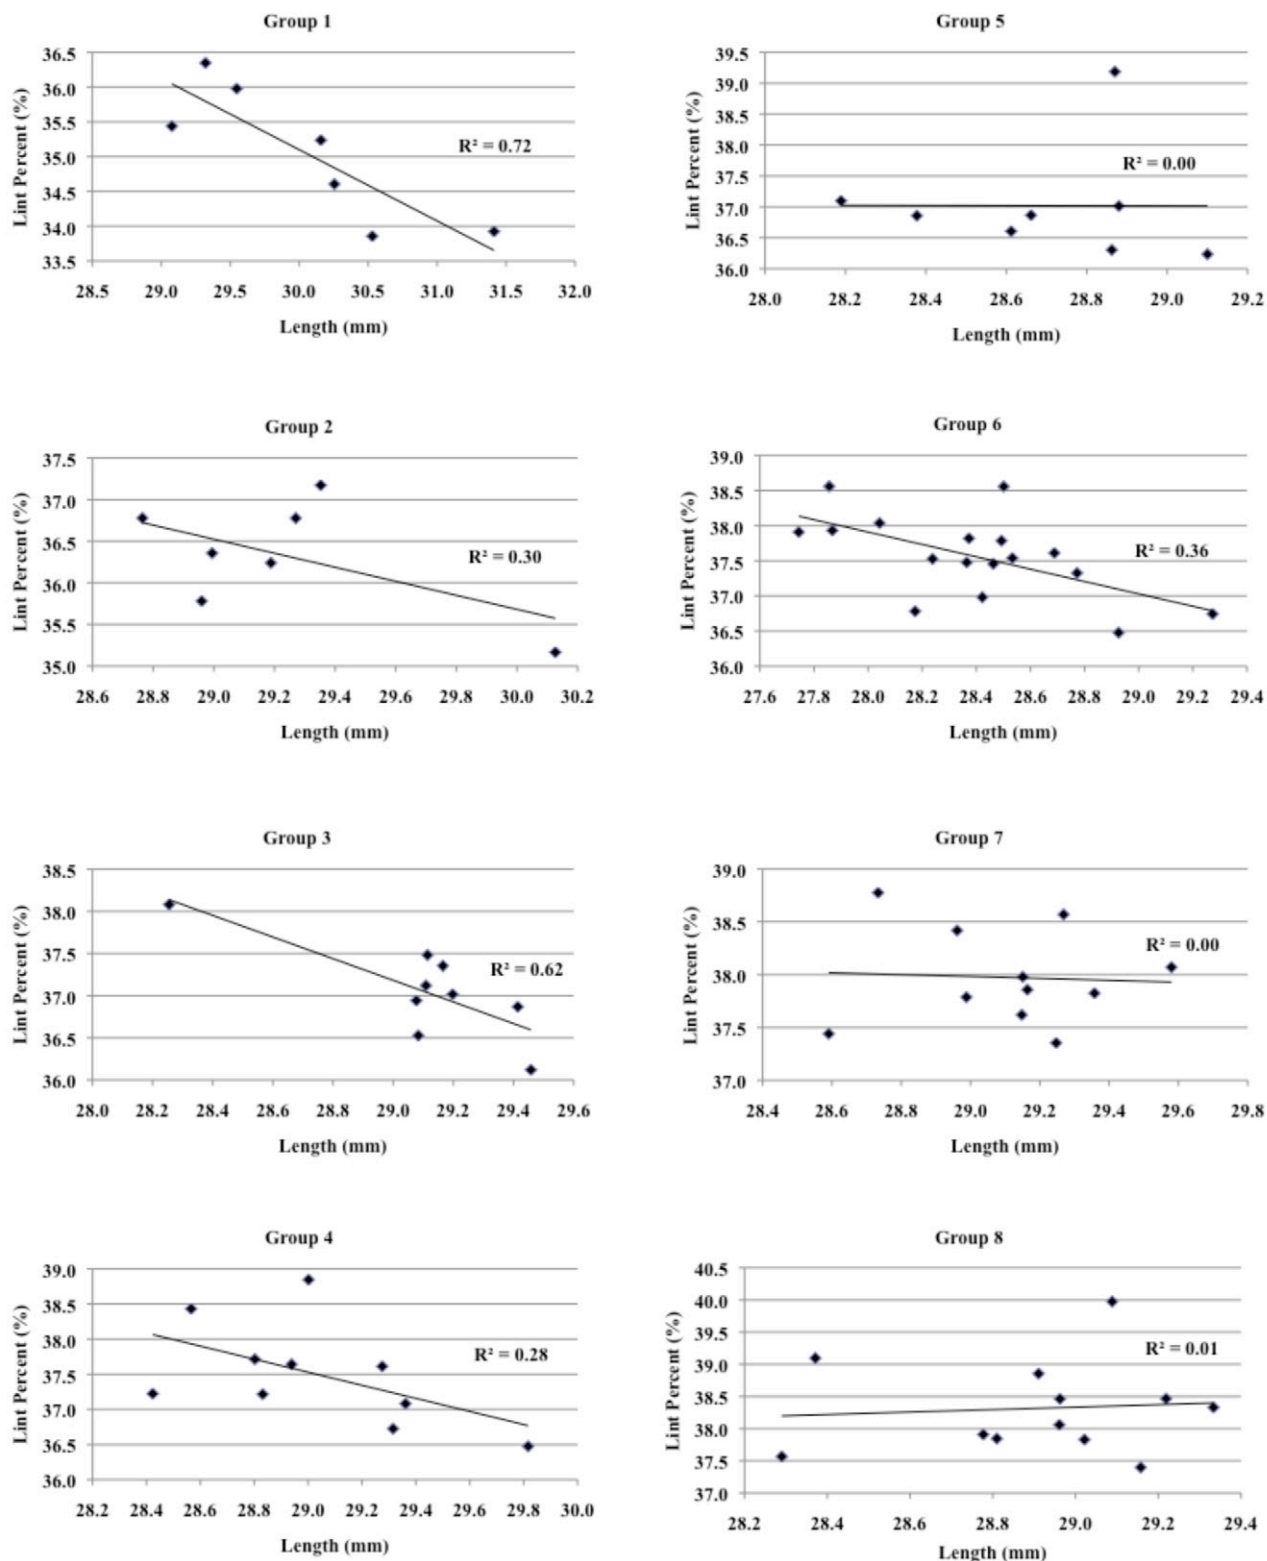 Group 1
Lint Percent (%)
36.5
36.0
35.5
35.0
34.5
34.0
33.5
R² = 0.72
28.5 29.0 29.5 30.0 30.5 31.0 31.5 32.0
Length (mm)
Group 5
Lint Percent (%)
39.5
39.0
38.5
38.0
37.5
37.0
36.5
36.0
R² = 0.00
28.0 28.2 28.4 28.6 28.8 29.0 29.2
Length (mm)
Group 2
Lint Percent (%)
37.5
37.0
36.5
36.0
35.5
35.0
R² = 0.30
28.6 28.8 29.0 29.2 29.4 29.6 29.8 30.0 30.2
Length (mm)
Group 6
Lint Percent (%)
39.0
38.5
38.0
37.5
37.0
36.5
36.0
R² = 0.36
27.6 27.8 28.0 28.2 28.4 28.6 28.8 29.0 29.2 29.4
Length (mm)
Group 3
Lint Percent (%)
38.5
38.0
37.5
37.0
36.5
36.0
R² = 0.62
28.0 28.2 28.4 28.6 28.8 29.0 29.2 29.4 29.6
Length (mm)
Group 7
Lint Percent (%)
39.0
38.5
38.0
37.5
37.0
R² = 0.00
28.4 28.6 28.8 29.0 29.2 29.4 29.6 29.8
Length (mm)
Group 4
Lint Percent (%)
39.0
38.5
38.0
37.5
37.0
36.5
36.0
R² = 0.28
28.2 28.4 28.6 28.8 29.0 29.2 29.4 29.6 29.8 30.0
Length (mm)
Group 8
Lint Percent (%)
40.5
40.0
39.5
39.0
38.5
38.0
37.5
37.0
R² = 0.01
28.2 28.4 28.6 28.8 29.0 29.2 29.4
Length (mm)